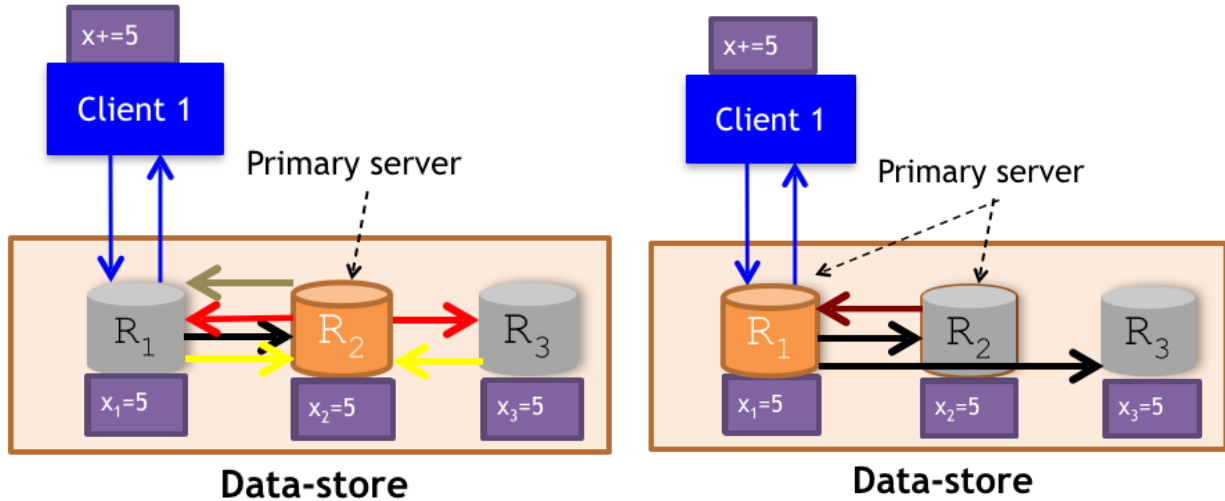 x+=5
Client 1
Primary server
R₁
R₂
R₃
x₁=5
x₂=5
x₃=5
Data-store
x+=5
Client 1
Primary server
R₁
R₂
R₃
x₁=5
x₂=5
x₃=5
Data-store